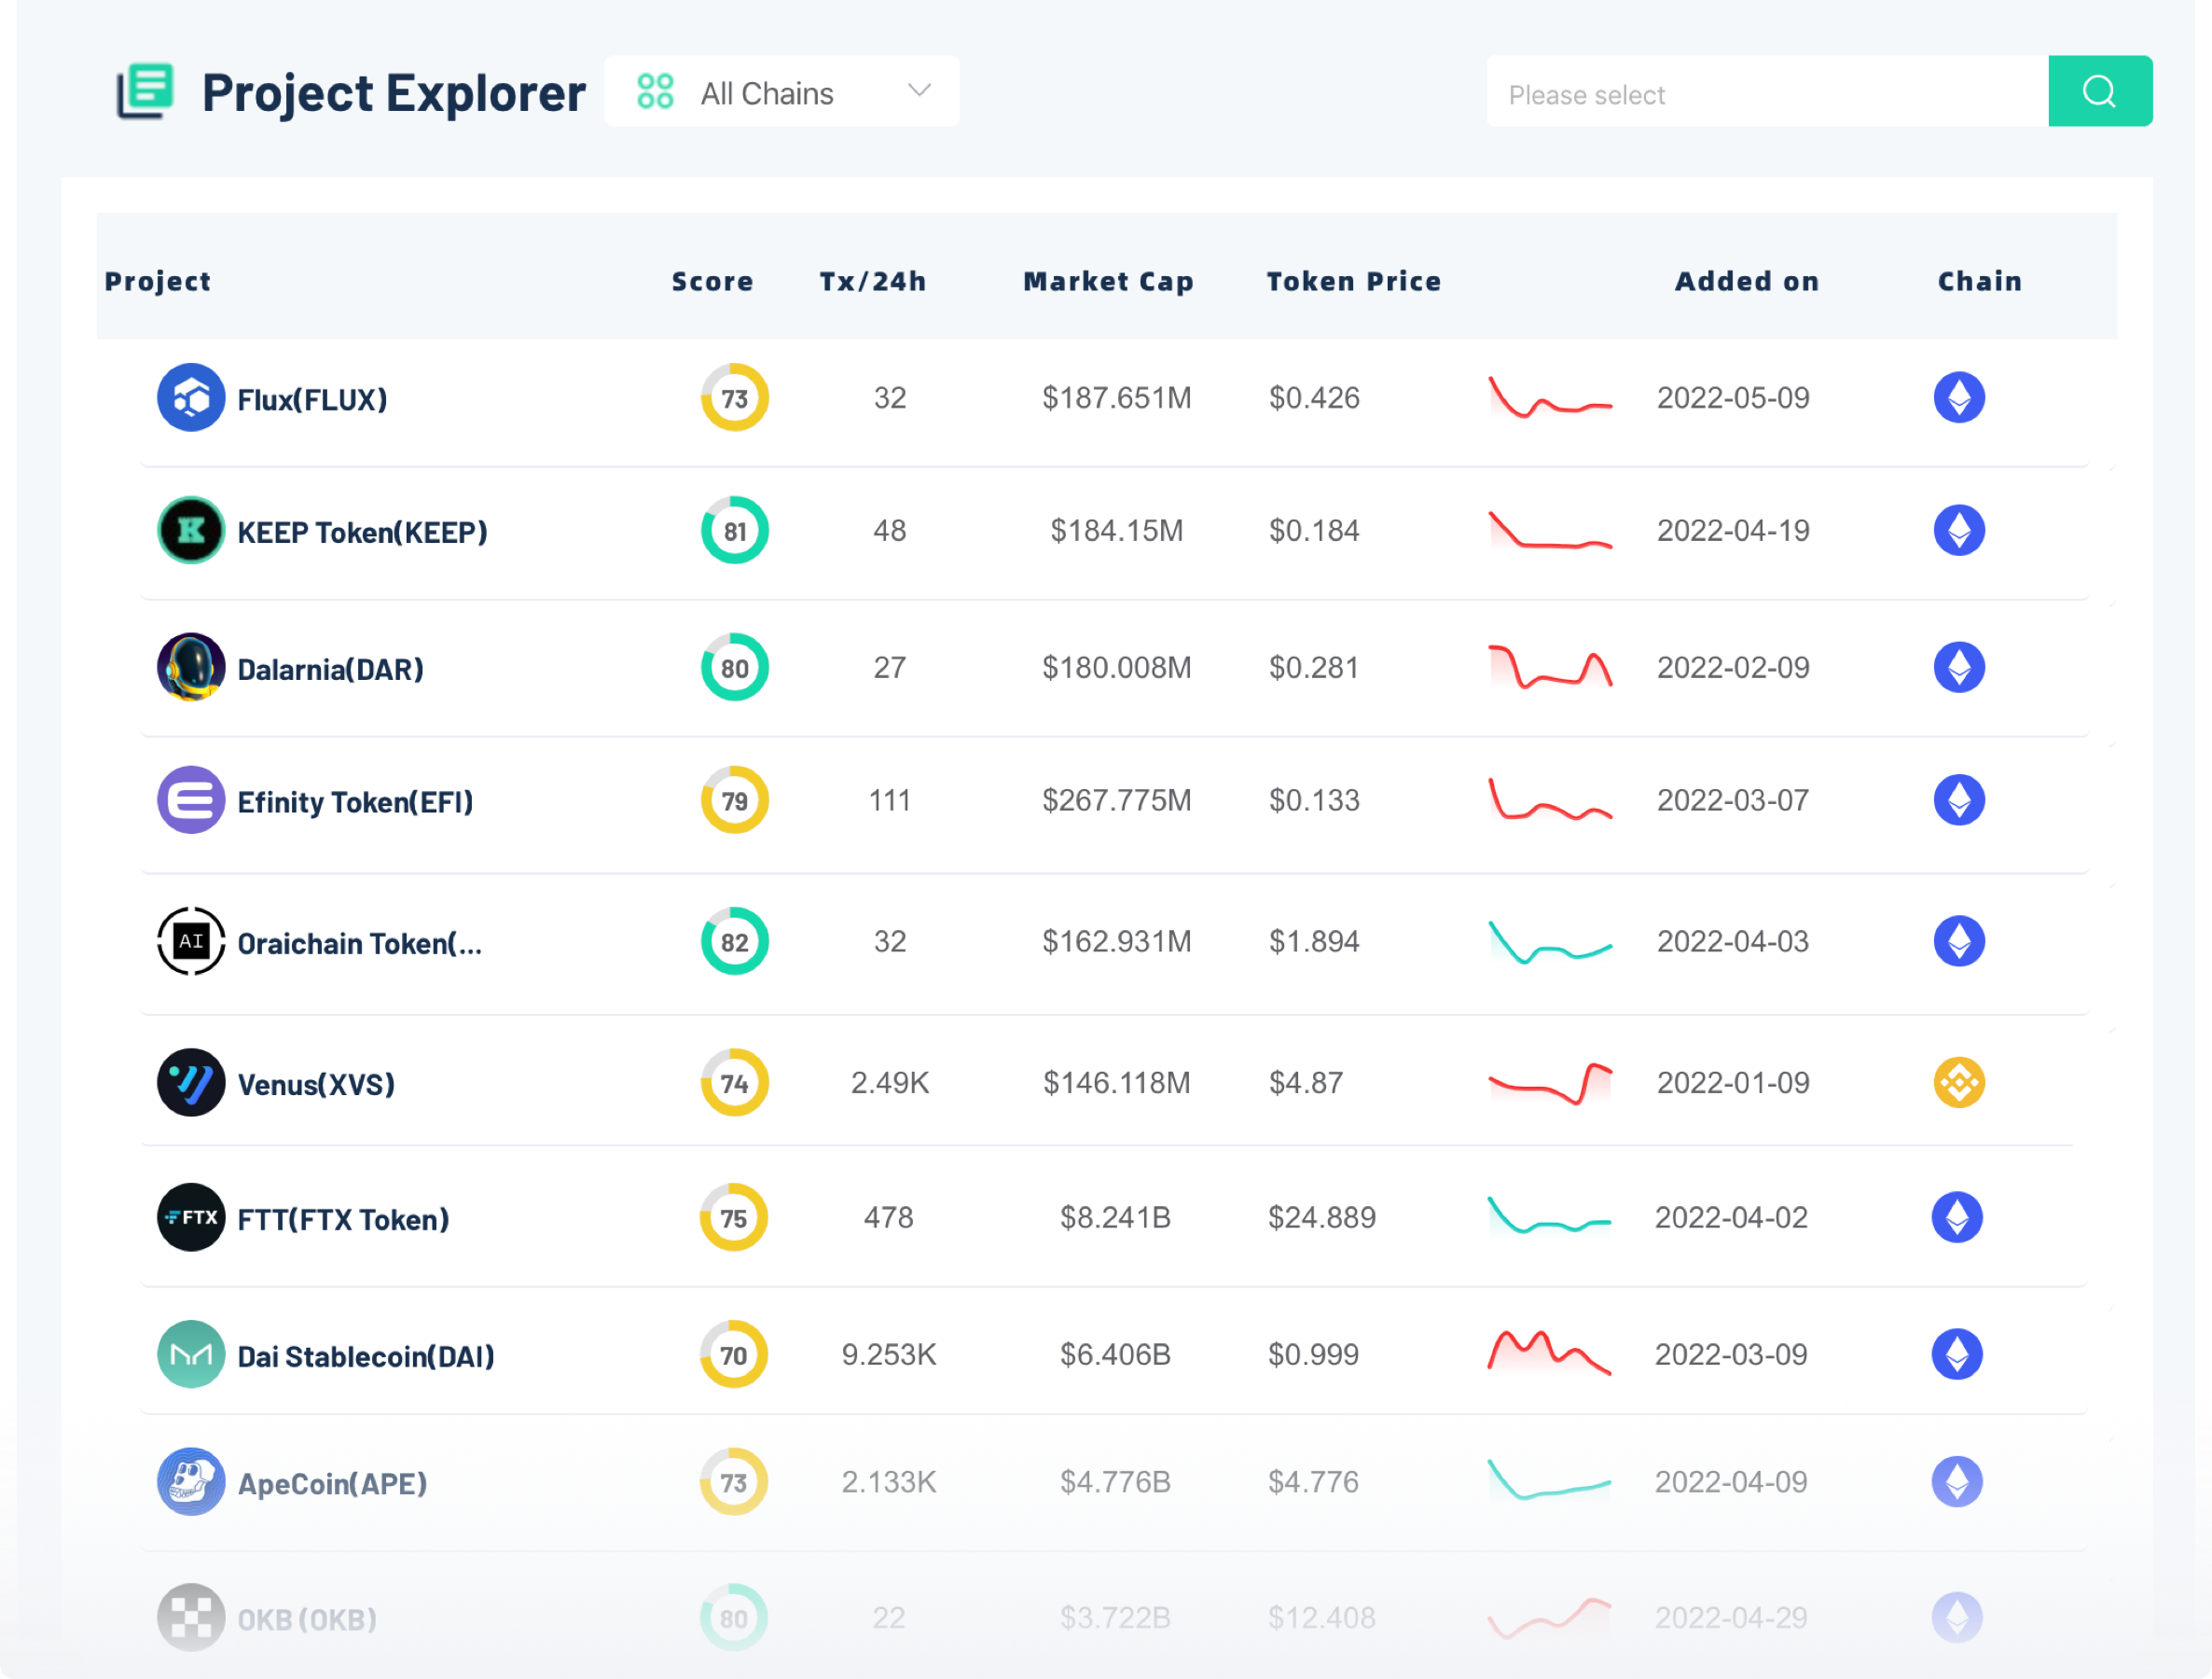 Project Explorer All Chains Please select
Project Score Tx/24h Market Cap Token Price Added on Chain
Flux(FLUX) 73 32 $187.651M $0.426 2022-05-09
K KEEP Token(KEEP) 81 48 $184.15M $0.184 2022-04-19
Dalarnia(DAR) 80 27 $180.008M $0.281 2022-02-09
Efinity Token(EFI) 79 111 $267.775M $0.133 2022-03-07
AI Oraichain Token(... 82 32 $162.931M $1.894 2022-04-03
Venus(XVS) 74 2.49K $146.118M $4.87 2022-01-09
FTX FTT(FTX Token) 75 478 $8.241B $24.889 2022-04-02
Dai Stablecoin(DAI) 70 9.253K $6.406B $0.999 2022-03-09
ApeCoin(APE) 73 2.133K $4.776B $4.776 2022-04-09
OKB (OKB) 80 22 $3.722B $12.408 2022-04-29